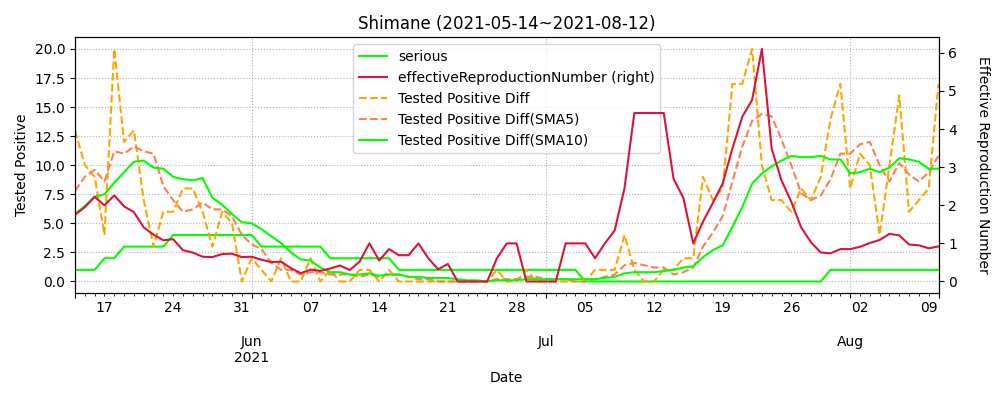 Shimane (2021-05-14~2021-08-12)
serious
effectiveReproductionNumber (right)
Tested Positive Diff
Tested Positive Diff(SMA5)
Tested Positive Diff(SMA10)
Tested Positive
20.0
17.5
15.0
12.5
10.0
7.5
5.0
2.5
0.0
Effective Reproduction Number
6
5
4
3
2
1
0
17 24 31 07 14 21 28 05 12 19 26 02 09
Jun Jul Aug
2021
Date